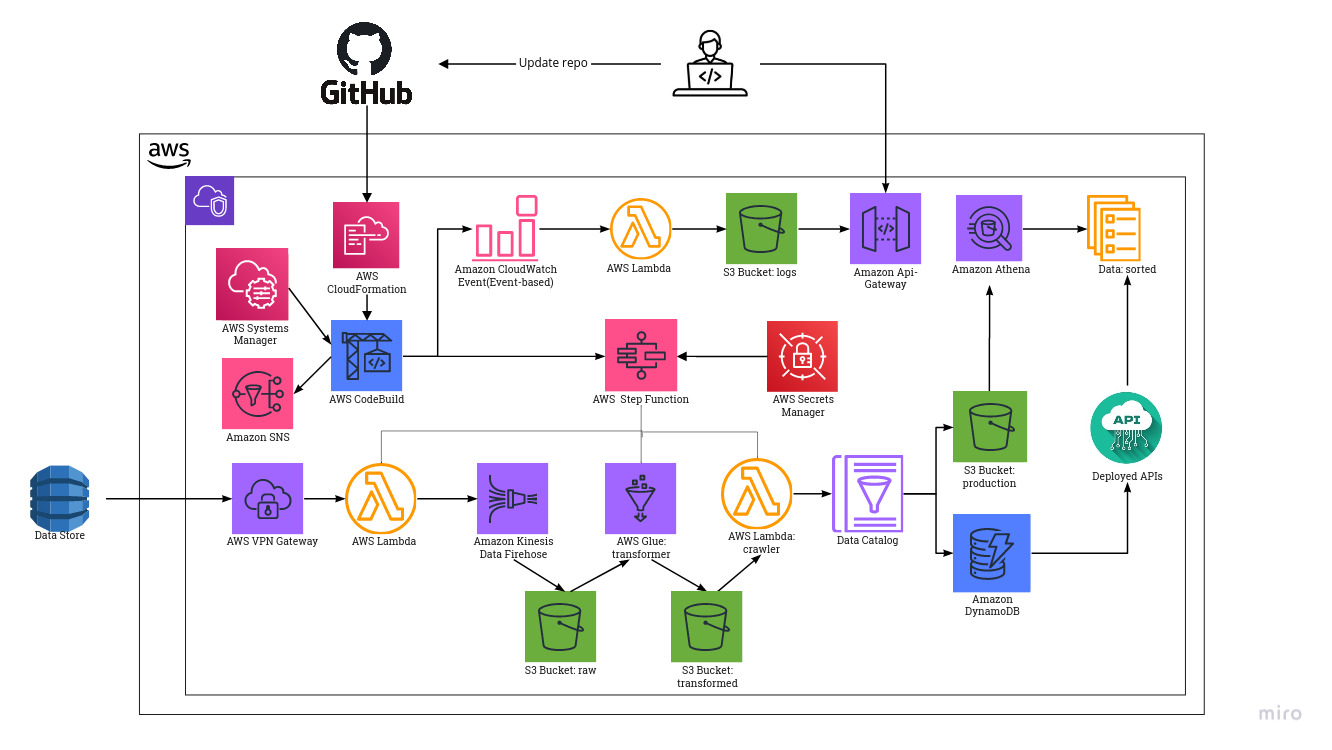 Update repo
GitHub
aws
</>
AWS
CloudFormation
Amazon CloudWatch
Event(Event-based)
AWS Lambda
S3 Bucket: logs
</>
Amazon Api-
Gateway
Amazon Athena
Data: sorted
AWS Systems
Manager
</>
AWS CodeBuild
Amazon SNS
AWS Step Function
AWS Secrets
Manager
Data Store
AWS VPN Gateway
AWS Lambda
Amazon Kinesis
Data Firehose
AWS Glue:
transformer
AWS Lambda:
crawler
Data Catalog
S3 Bucket:
production
API
Deployed APIs
Amazon
DynamoDB
S3 Bucket: raw
S3 Bucket:
transformed
miro